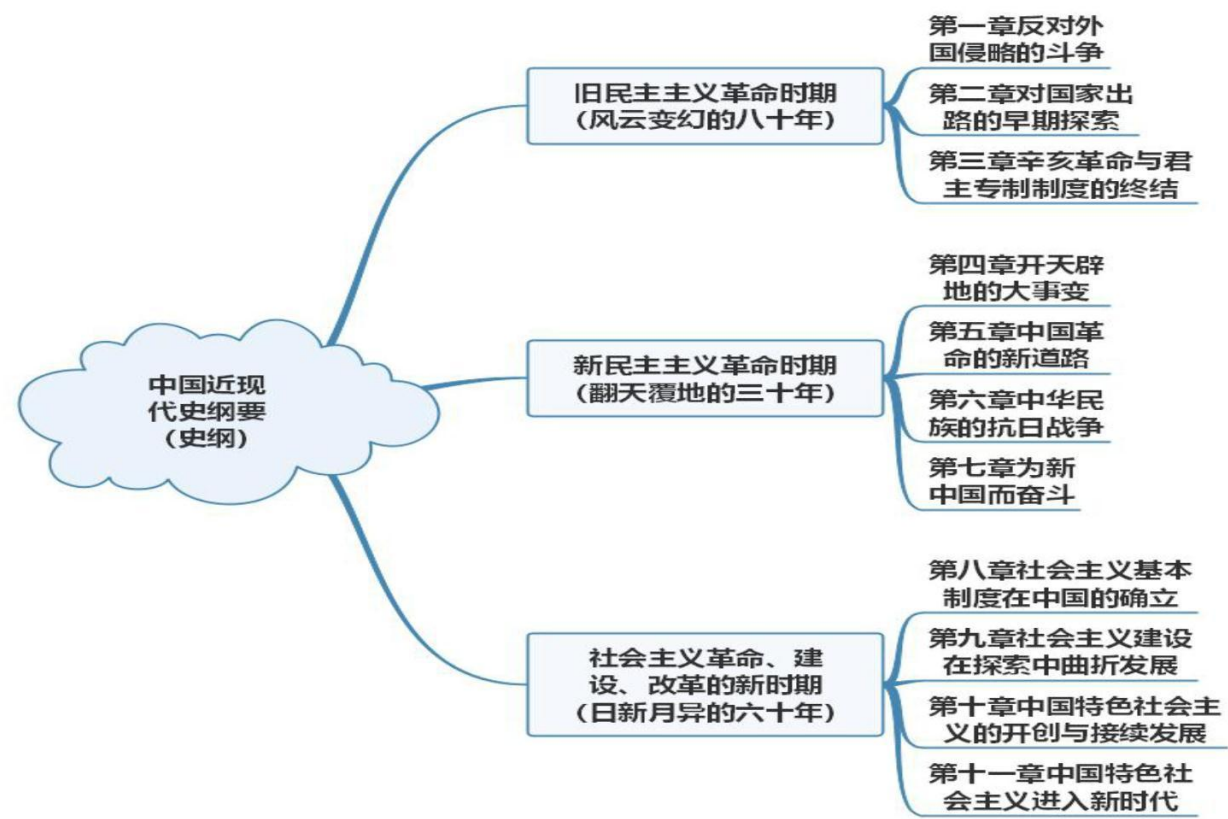 中国近现
代史纲要
(史纲)
旧民主主义革命时期
(风云变幻的八十年)
第一章反对外
国侵略的斗争
第二章对国家出
路的早期探索
第三章辛亥革命与君
主专制制度的终结
新民主主义革命时期
(翻天覆地的三十年)
第四章开天辟
地的大事变
第五章中国革
命的新道路
第六章中华民
族的抗日战争
第七章为新
中国而奋斗
社会主义革命、建
设、改革的新时期
(日新月异的六十年)
第八章社会主义基本
制度在中国的确立
第九章社会主义建设
在探索中曲折发展
第十章中国特色社会主
义的开创与接续发展
第十一章中国特色社
会主义进入新时代